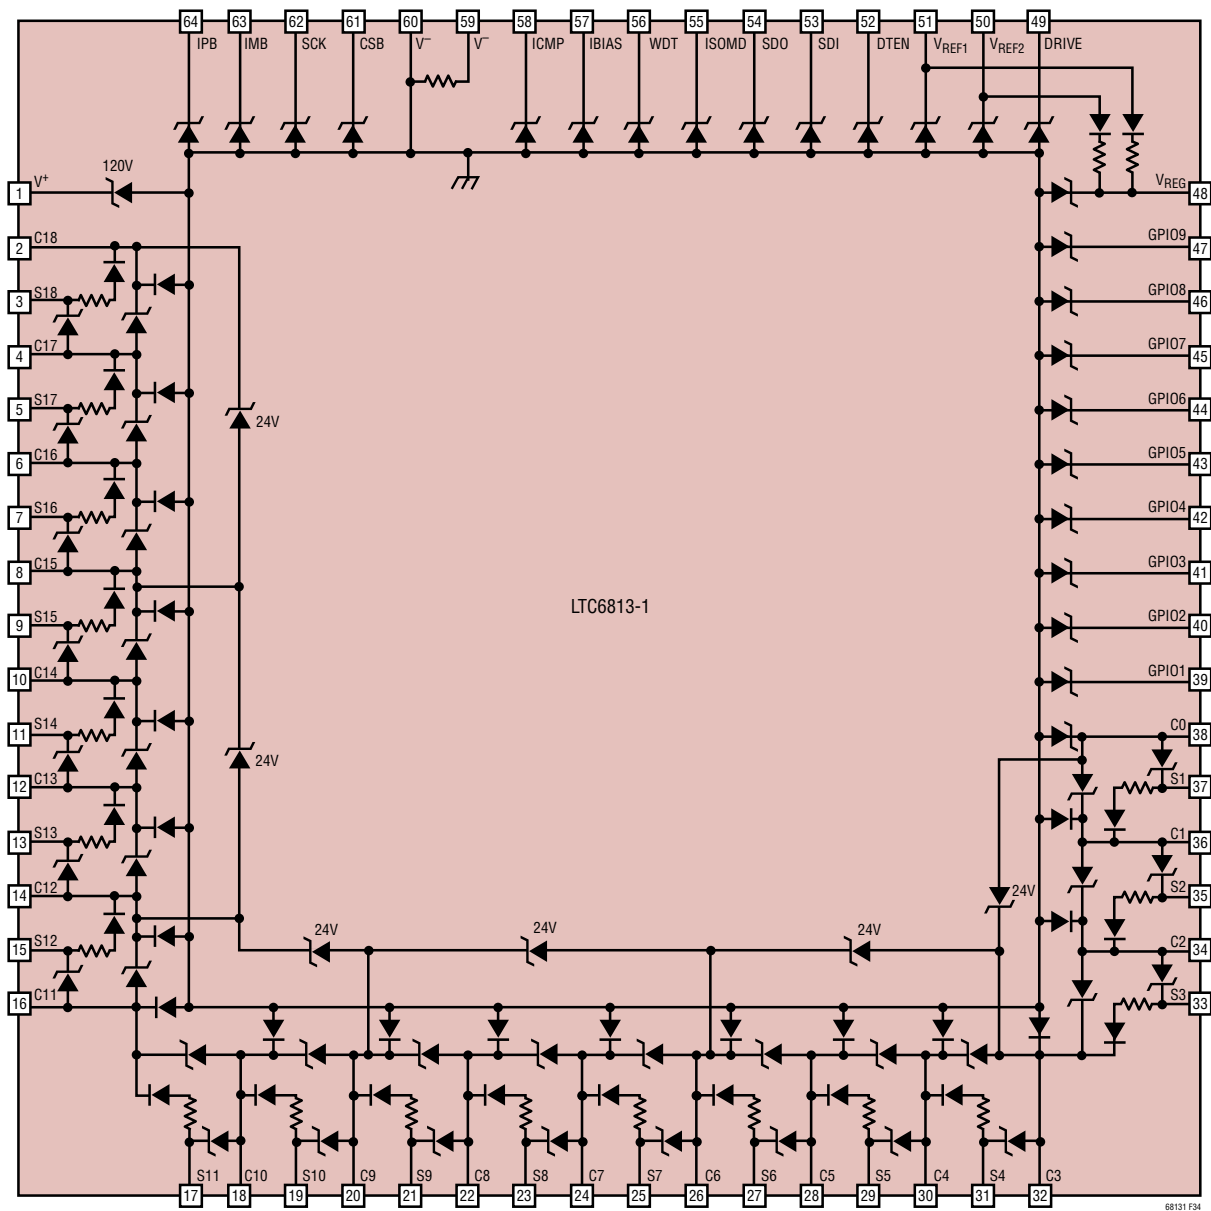 64 63 62 61 60 59 58 57 56 55 54 53 52 51 50 49
IPB IMB SCK CSB V– V– ICMP IBIAS WDT ISOMD SDO SDI DTEN VREF1 VREF2 DRIVE
120V
1 V+
VREG 48
2 C18
GPIO9 47
3 S18
GPIO8 46
4 C17
GPIO7 45
5 S17
24V
GPIO6 44
6 C16
GPIO5 43
7 S16
GPIO4 42
8 C15
GPIO3 41
LTC6813-1
9 S15
GPIO2 40
10 C14
GPIO1 39
11 S14
C0 38
24V
12 C13
S1 37
13 S13
C1 36
14 C12
24V
S2 35
24V 24V 24V
15 S12
C2 34
16 C11
S3 33
S11 C10 S10 C9 S9 C8 S8 C7 S7 C6 S6 C5 S5 C4 S4 C3
17 18 19 20 21 22 23 24 25 26 27 28 29 30 31 32
68131 F34